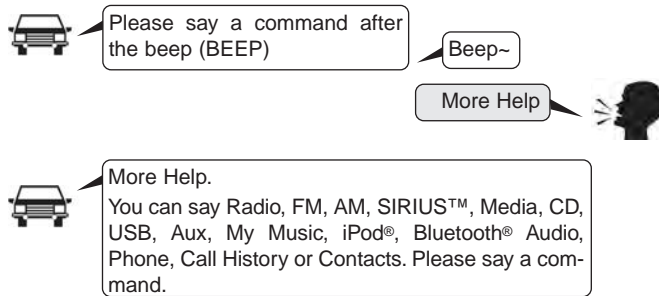 Please say a command after
the beep (BEEP)
Beep~
More Help
More Help.
You can say Radio, FM, AM, SIRIUS™, Media, CD,
USB, Aux, My Music, iPod®, Bluetooth® Audio,
Phone, Call History or Contacts. Please say a com-
mand.